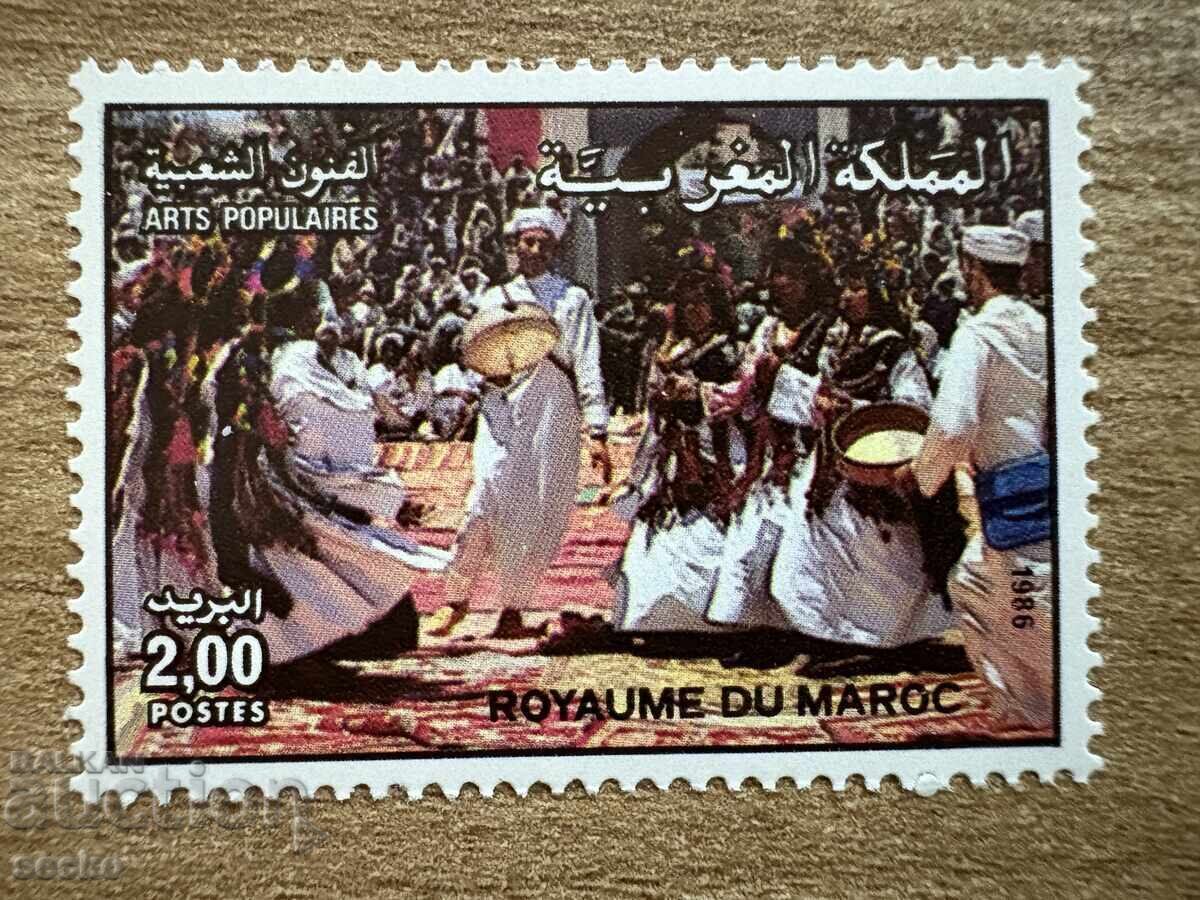 الفنون الشعبية
ARTS POPULAIRES
المملكة المغربية
البريد
2,00
POSTES
1986
ROYAUME DU MAROC
BALKAN
auction
secko